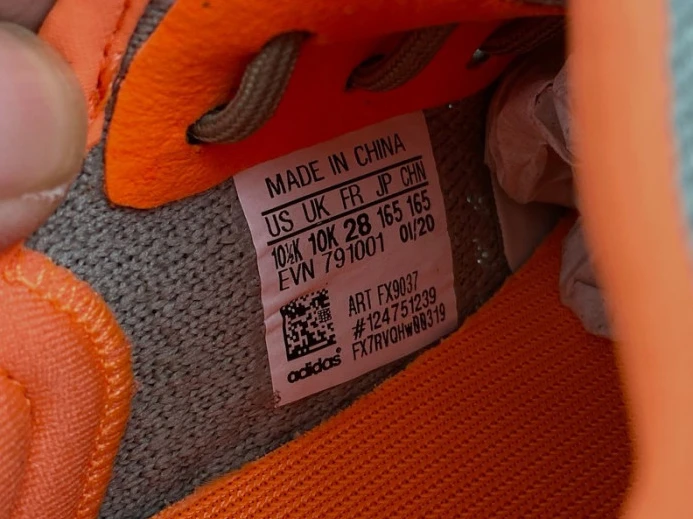 MADE IN CHINA
US UK FR JP CHN
10½K 10K 28 165 165
EVN 791001 01/20
ART FX9037
#124751239
FX7RVQHW00319
adidas